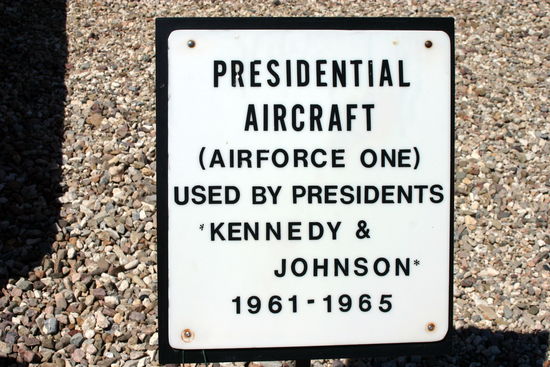 PRESIDENTIAL
AIRCRAFT
(AIRFORCE ONE)
USED BY PRESIDENTS
*KENNEDY &
JOHNSON*
1961-1965